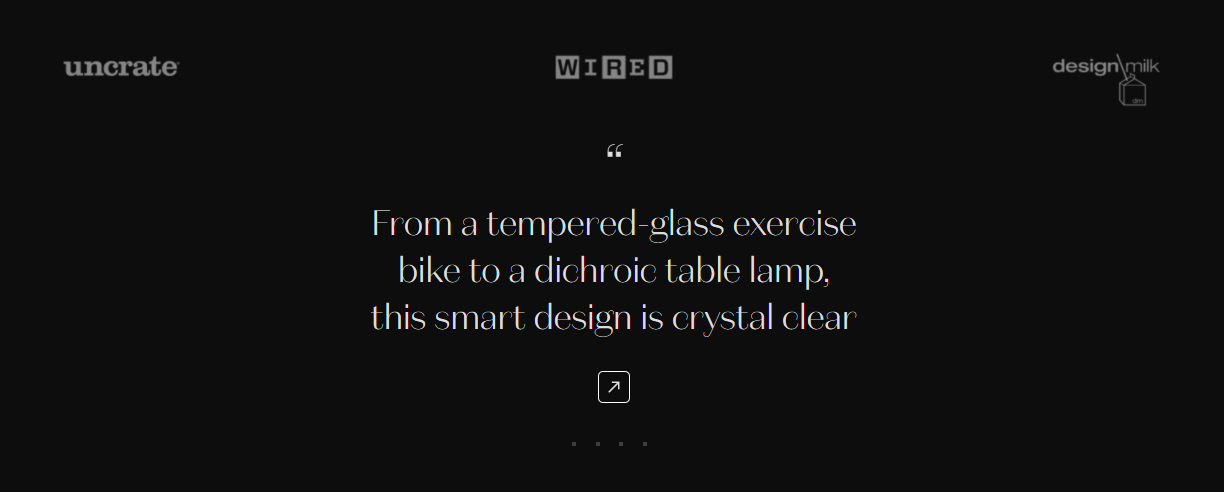 uncrate
WIRED
design milk
dm
“
From a tempered-glass exercise
bike to a dichroic table lamp,
this smart design is crystal clear